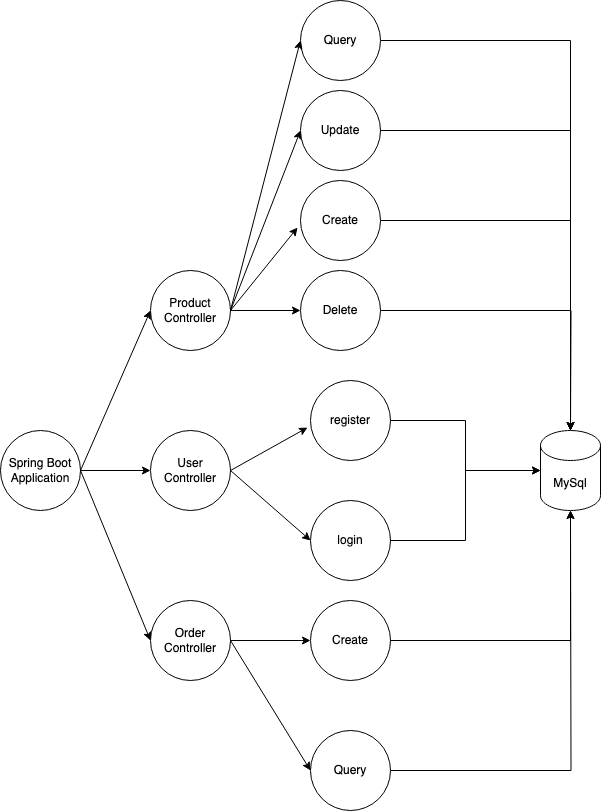 Query
Update
Create
Product
Controller
Delete
register
Spring Boot
Application
User
Controller
MySql
login
Order
Controller
Create
Query